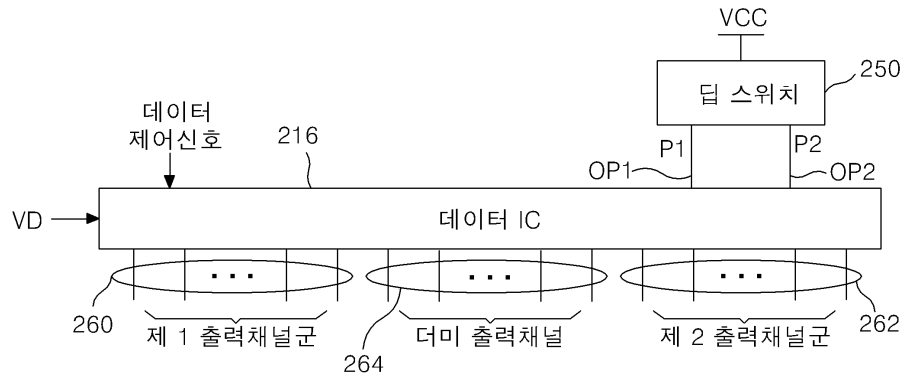 VCC
250
딥 스위치
데이터
제어신호
216
P1
P2
OP1
OP2
VD
데이터 IC
260
제 1 출력채널군
264
더미 출력채널
제 2 출력채널군
262